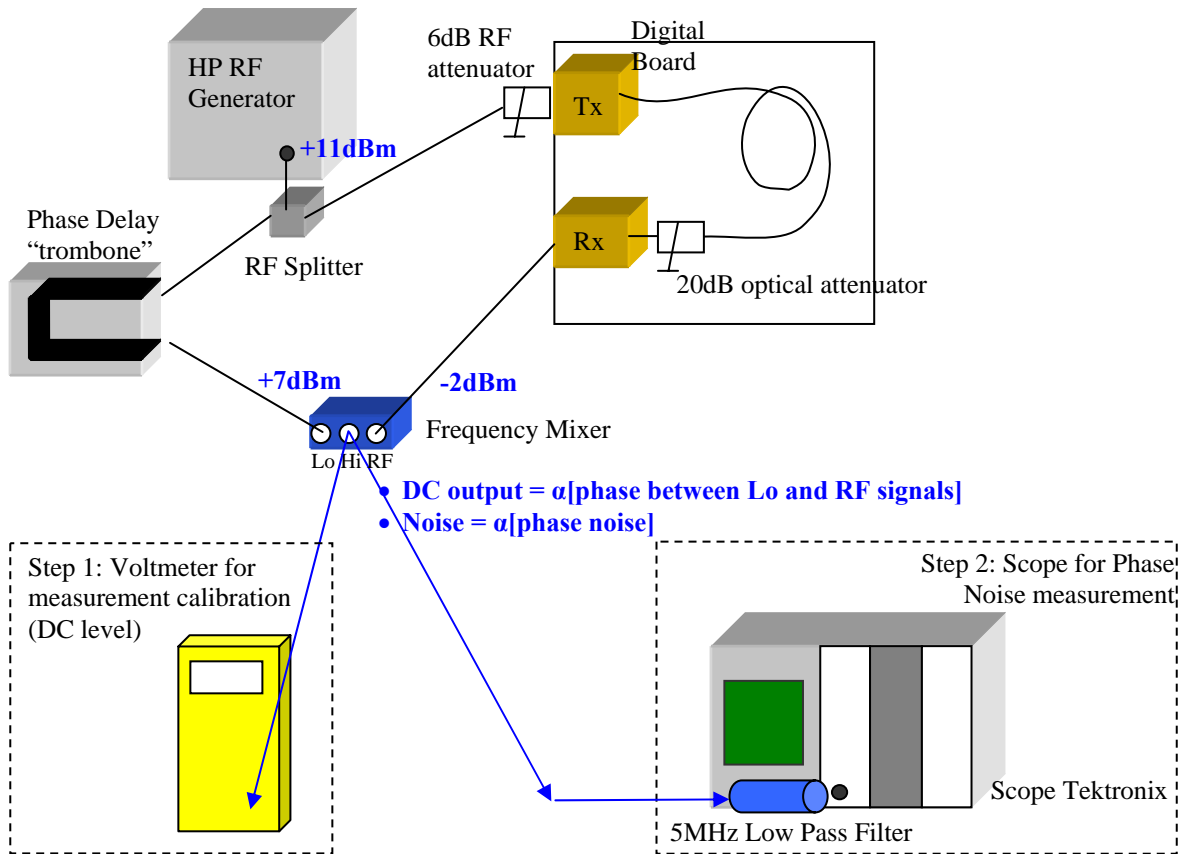 HP RF
Generator
+11dBm
6dB RF
attenuator
Digital
Board
Tx
Phase Delay
“trombone”
RF Splitter
Rx
20dB optical attenuator
+7dBm
-2dBm
Frequency Mixer
Lo Hi RF
• DC output = α[phase between Lo and RF signals]
• Noise = α[phase noise]
Step 1: Voltmeter for
measurement calibration
(DC level)
Step 2: Scope for Phase
Noise measurement
Scope Tektronix
5MHz Low Pass Filter